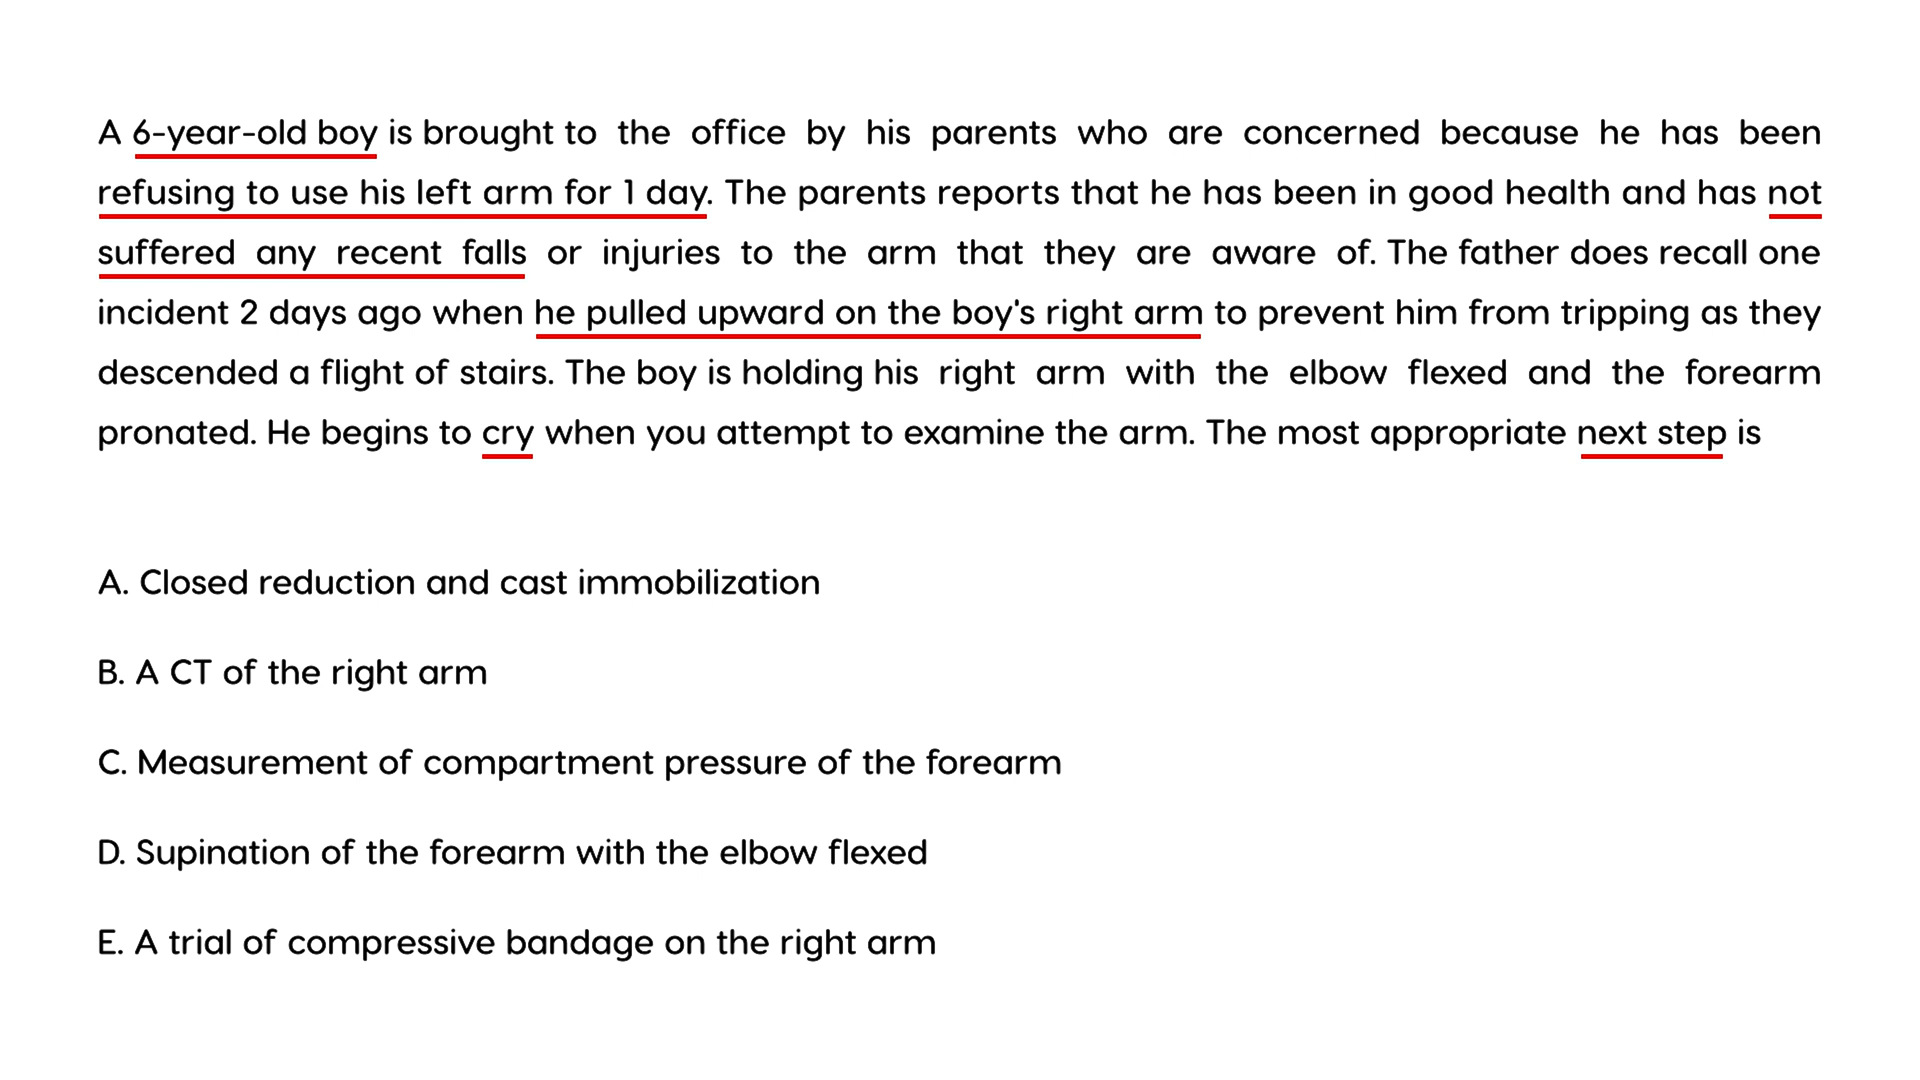 A 6-year-old boy is brought to the office by his parents who are concerned because he has been
refusing to use his left arm for 1 day. The parents reports that he has been in good health and has not
suffered any recent falls or injuries to the arm that they are aware of. The father does recall one
incident 2 days ago when he pulled upward on the boy's right arm to prevent him from tripping as they
descended a flight of stairs. The boy is holding his right arm with the elbow flexed and the forearm
pronated. He begins to cry when you attempt to examine the arm. The most appropriate next step is
A. Closed reduction and cast immobilization
B. A CT of the right arm
C. Measurement of compartment pressure of the forearm
D. Supination of the forearm with the elbow flexed
E. A trial of compressive bandage on the right arm